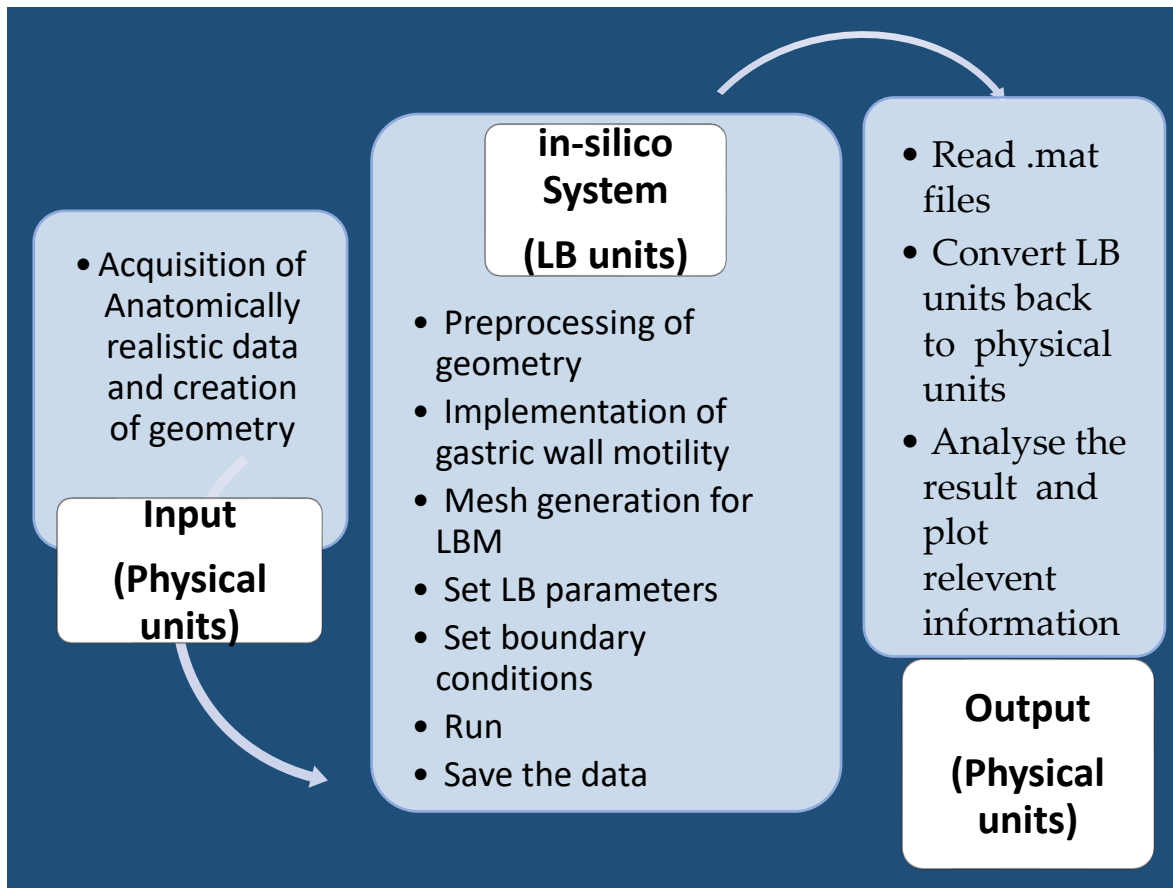 • Acquisition of
Anatomically
realistic data
and creation
of geometry
Input
(Physical
units)
in-silico
System
(LB units)
• Preprocessing of
geometry
• Implementation of
gastric wall motility
• Mesh generation for
LBM
• Set LB parameters
• Set boundary
conditions
• Run
• Save the data
• Read .mat
files
• Convert LB
units back
to physical
units
• Analyse the
result and
plot
relevent
information
Output
(Physical
units)